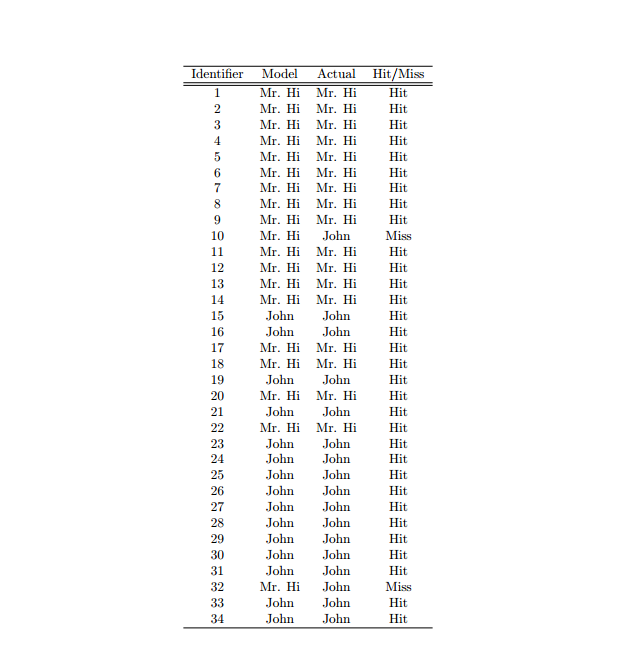 Identifier Model Actual Hit/Miss
1 Mr. Hi Mr. Hi Hit
2 Mr. Hi Mr. Hi Hit
3 Mr. Hi Mr. Hi Hit
4 Mr. Hi Mr. Hi Hit
5 Mr. Hi Mr. Hi Hit
6 Mr. Hi Mr. Hi Hit
7 Mr. Hi Mr. Hi Hit
8 Mr. Hi Mr. Hi Hit
9 Mr. Hi Mr. Hi Hit
10 Mr. Hi John Miss
11 Mr. Hi Mr. Hi Hit
12 Mr. Hi Mr. Hi Hit
13 Mr. Hi Mr. Hi Hit
14 Mr. Hi Mr. Hi Hit
15 John John Hit
16 John John Hit
17 Mr. Hi Mr. Hi Hit
18 Mr. Hi Mr. Hi Hit
19 John John Hit
20 Mr. Hi Mr. Hi Hit
21 John John Hit
22 Mr. Hi Mr. Hi Hit
23 John John Hit
24 John John Hit
25 John John Hit
26 John John Hit
27 John John Hit
28 John John Hit
29 John John Hit
30 John John Hit
31 John John Hit
32 Mr. Hi John Miss
33 John John Hit
34 John John Hit